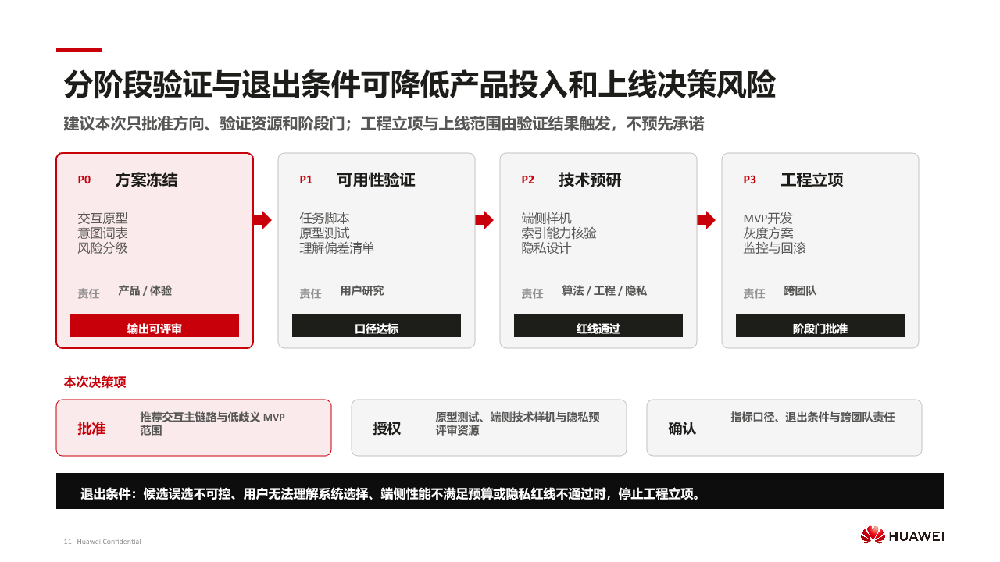 分阶段验证与退出条件可降低产品投入和上线决策风险
建议本次只批准方向、验证资源和阶段门；工程立项与上线范围由验证结果触发，不预先承诺
P0 方案冻结
交互原型
意图词表
风险分级
责任 产品 / 体验
输出可评审
P1 可用性验证
任务脚本
原型测试
理解偏差清单
责任 用户研究
口径达标
P2 技术预研
端侧样机
索引能力核验
隐私设计
责任 算法 / 工程 / 隐私
红线通过
P3 工程立项
MVP开发
灰度方案
监控与回滚
责任 跨团队
阶段门批准
本次决策项
批准
推荐交互主链路与低歧义 MVP
范围
授权
原型测试、端侧技术样机与隐私预
评审资源
确认
指标口径、退出条件与跨团队责任
退出条件：候选误选不可控、用户无法理解系统选择、端侧性能不满足预算或隐私红线不通过时，停止工程立项。
11 Huawei Confidential
HUAWEI